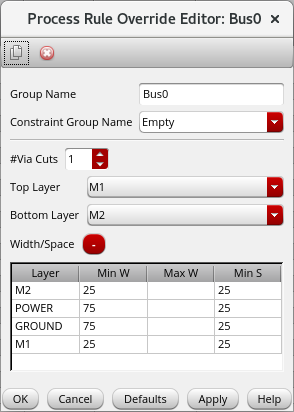 Process Rule Override Editor: Bus0
Group Name Bus0
Constraint Group Name Empty
#Via Cuts 1
Top Layer M1
Bottom Layer M2
Width/Space -
Layer Min W Max W Min S
M2 25 25
POWER 75 25
GROUND 75 25
M1 25 25
OK Cancel Defaults Apply Help